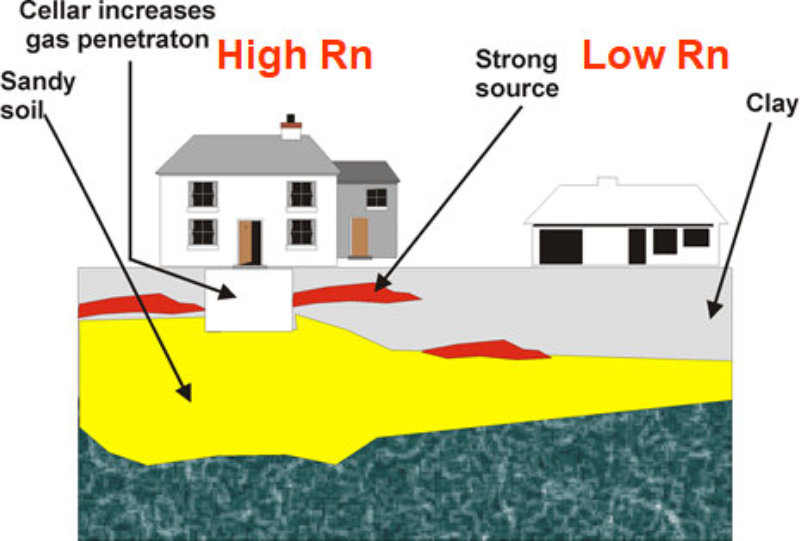 Cellar increases
gas penetraton
High Rn
Strong
source
Low Rn
Sandy
soil
Clay